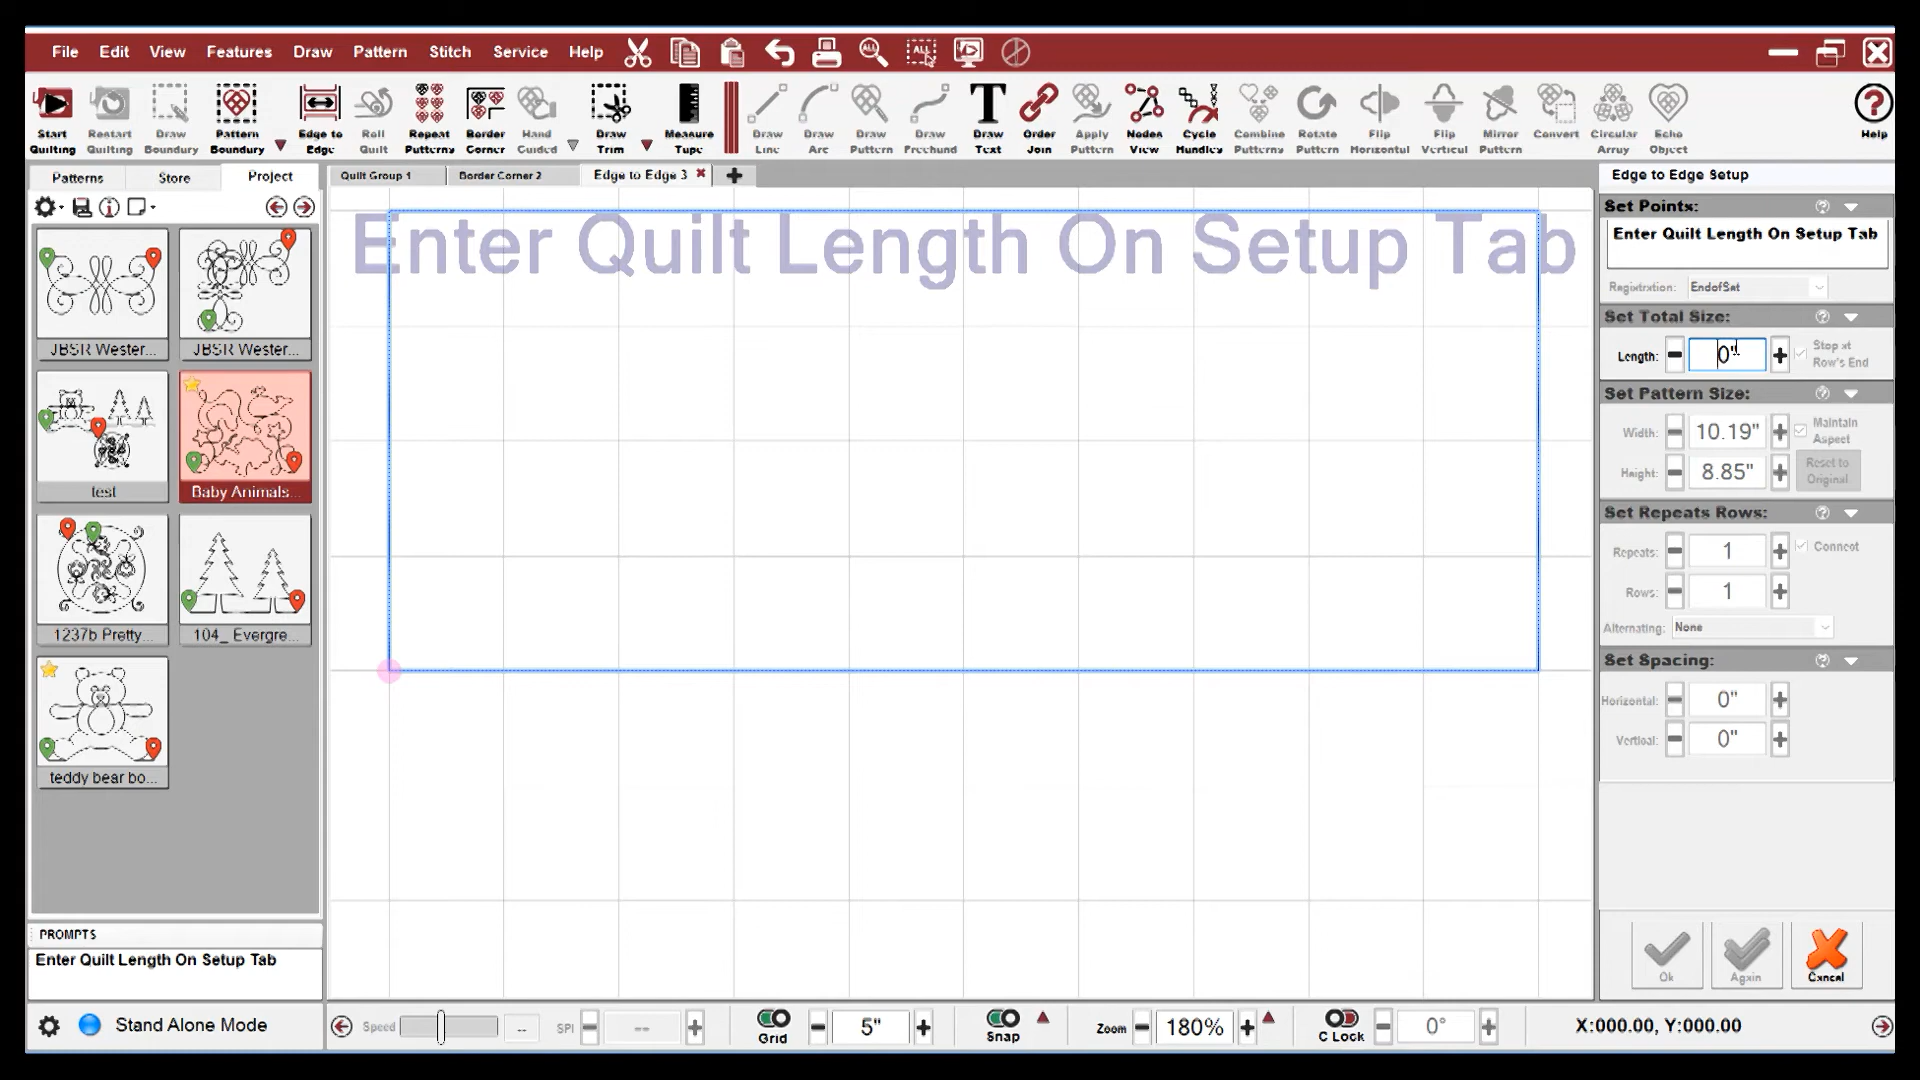 File Edit View Features Draw Pattern Stitch Service Help
Start Quilting
Restart Quilting
Draw Boundary
Pattern Boundary
Edge to Edge
Roll Quilt
Repeat Patterns
Border Corner
Hand Guided
Draw Trim
Measure Tape
Draw Line
Draw Arc
Draw Pattern
Draw Freehand
Draw Text
Order Join
Apply Pattern
Nodes View
Cycle Handles
Combine Patterns
Rotate Pattern
Flip Horizontal
Flip Vertical
Mirror Pattern
Convert
Circular Array
Echo Object
Help
Patterns Store Project
Quilt Group 1 Border Corner 2 Edge to Edge 3
Edge to Edge Setup
JBSR Wester...
JBSR Wester...
test
Baby Animals...
1237b Pretty...
104_ Evergre...
teddy bear bo...
PROMPTS
Enter Quilt Length On Setup Tab
Enter Quilt Length On Setup Tab
Set Points:
Enter Quilt Length On Setup Tab
Registration: EndofSet
Set Total Size:
Length: 0" Stop at Row's End
Set Pattern Size:
Width: 10.19" Maintain Aspect
Height: 8.85" Reset to Original
Set Repeats Rows:
Repeats: 1 Connect
Rows: 1
Alternating: None
Set Spacing:
Horizontal: 0"
Vertical: 0"
Ok Again Cancel
Stand Alone Mode
Speed -- SPI --
Grid 5"
Snap
Zoom 180%
C Lock 0°
X:000.00, Y:000.00